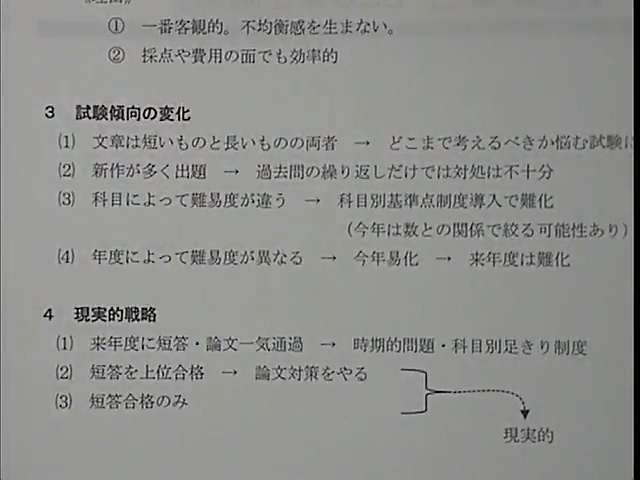 ① 一番客観的。不均衡感を生まない。
② 採点や費用の面でも効率的
3 試験傾向の変化
(1) 文章は短いものと長いものの両者 → どこまで考えるべきか悩む試験に
(2) 新作が多く出題 → 過去問の繰り返しだけでは対処は不十分
(3) 科目によって難易度が違う → 科目別基準点制度導入で難化
(今年は数との関係で絞る可能性あり)
(4) 年度によって難易度が異なる → 今年易化 → 来年度は難化
4 現実的戦略
(1) 来年度に短答・論文一気通過 → 時期的問題・科目別足きり制度
(2) 短答を上位合格 → 論文対策をやる
(3) 短答合格のみ
現実的